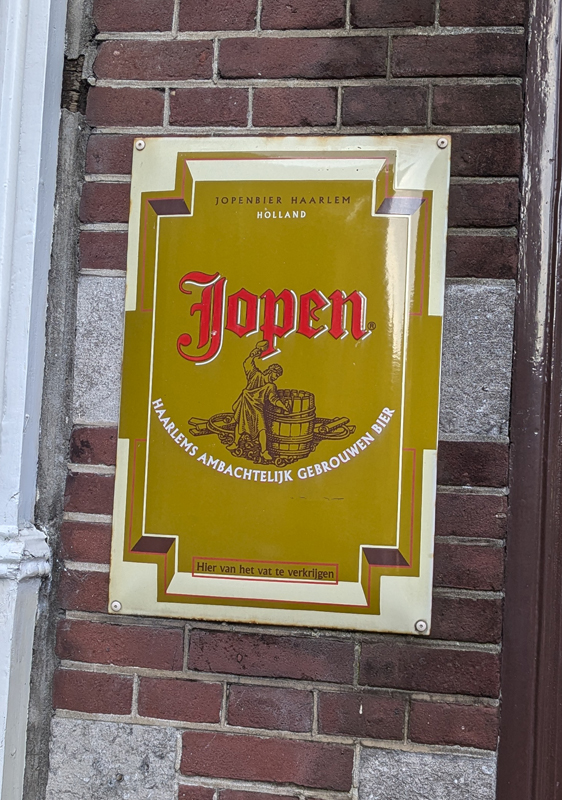 JOPENBIER HAARLEM
HOLLAND
Jopen®
HAARLEMS AMBACHTELIJK GEBROUWEN BIER
Hier van het vat te verkrijgen